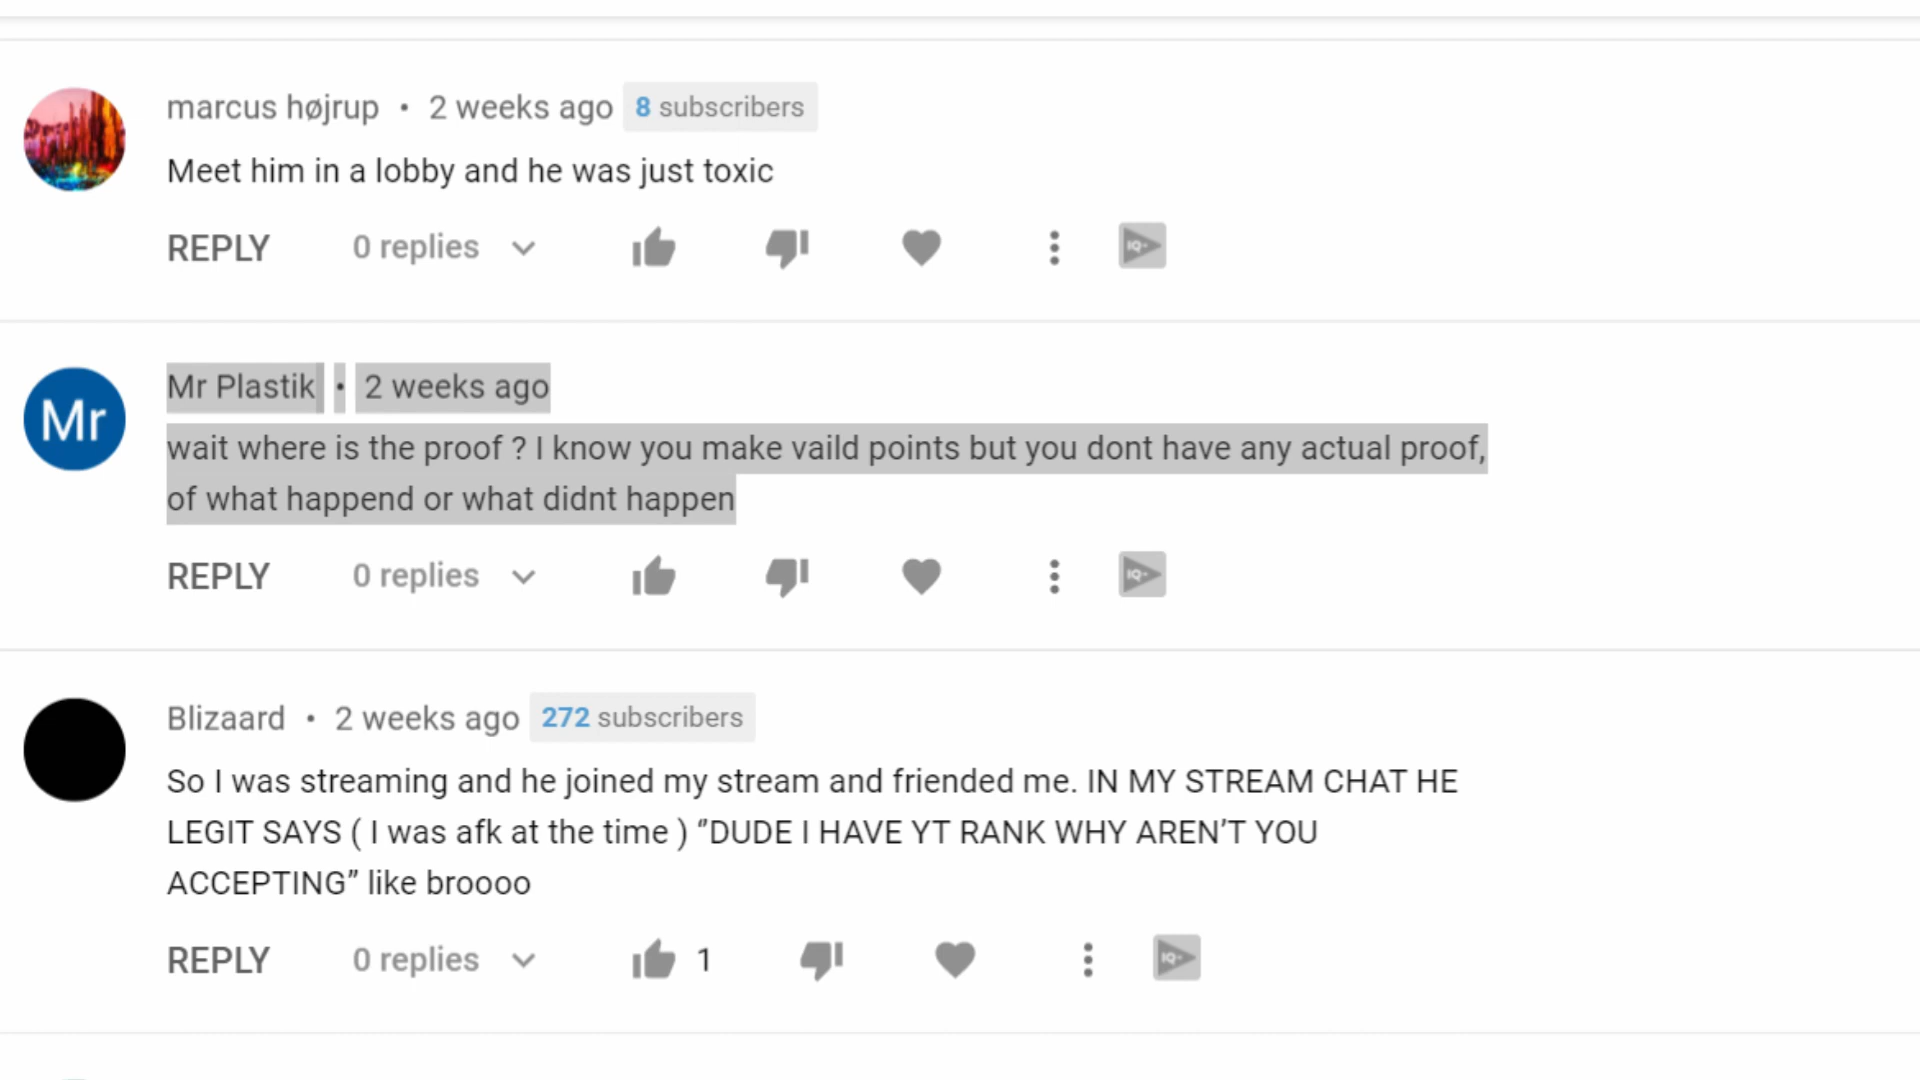 marcus højrup • 2 weeks ago 8 subscribers
Meet him in a lobby and he was just toxic
REPLY 0 replies IQ+
Mr Mr Plastik • 2 weeks ago
wait where is the proof ? I know you make vaild points but you dont have any actual proof,
of what happend or what didnt happen
REPLY 0 replies IQ+
Blizaard • 2 weeks ago 272 subscribers
So I was streaming and he joined my stream and friended me. IN MY STREAM CHAT HE
LEGIT SAYS ( I was afk at the time ) “DUDE I HAVE YT RANK WHY AREN’T YOU
ACCEPTING” like broooo
REPLY 0 replies 1 IQ+